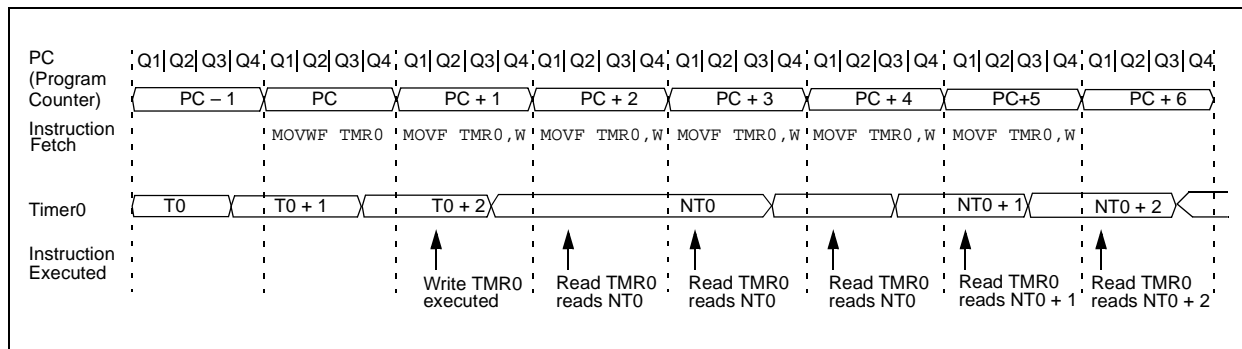 PC
(Program
Counter)
Q1| Q2| Q3| Q4 Q1| Q2| Q3| Q4 Q1| Q2| Q3| Q4 Q1| Q2| Q3| Q4 Q1| Q2| Q3| Q4 Q1| Q2| Q3| Q4 Q1| Q2| Q3| Q4 Q1| Q2| Q3| Q4
PC – 1 PC PC + 1 PC + 2 PC + 3 PC + 4 PC+5 PC + 6
Instruction
Fetch
MOVWF TMR0 MOVF TMR0,W MOVF TMR0,W MOVF TMR0,W MOVF TMR0,W MOVF TMR0,W
Timer0
T0 T0 + 1 T0 + 2 NT0 NT0 + 1 NT0 + 2
Instruction
Executed
Write TMR0
executed
Read TMR0
reads NT0
Read TMR0
reads NT0
Read TMR0
reads NT0
Read TMR0
reads NT0 + 1
Read TMR0
reads NT0 + 2